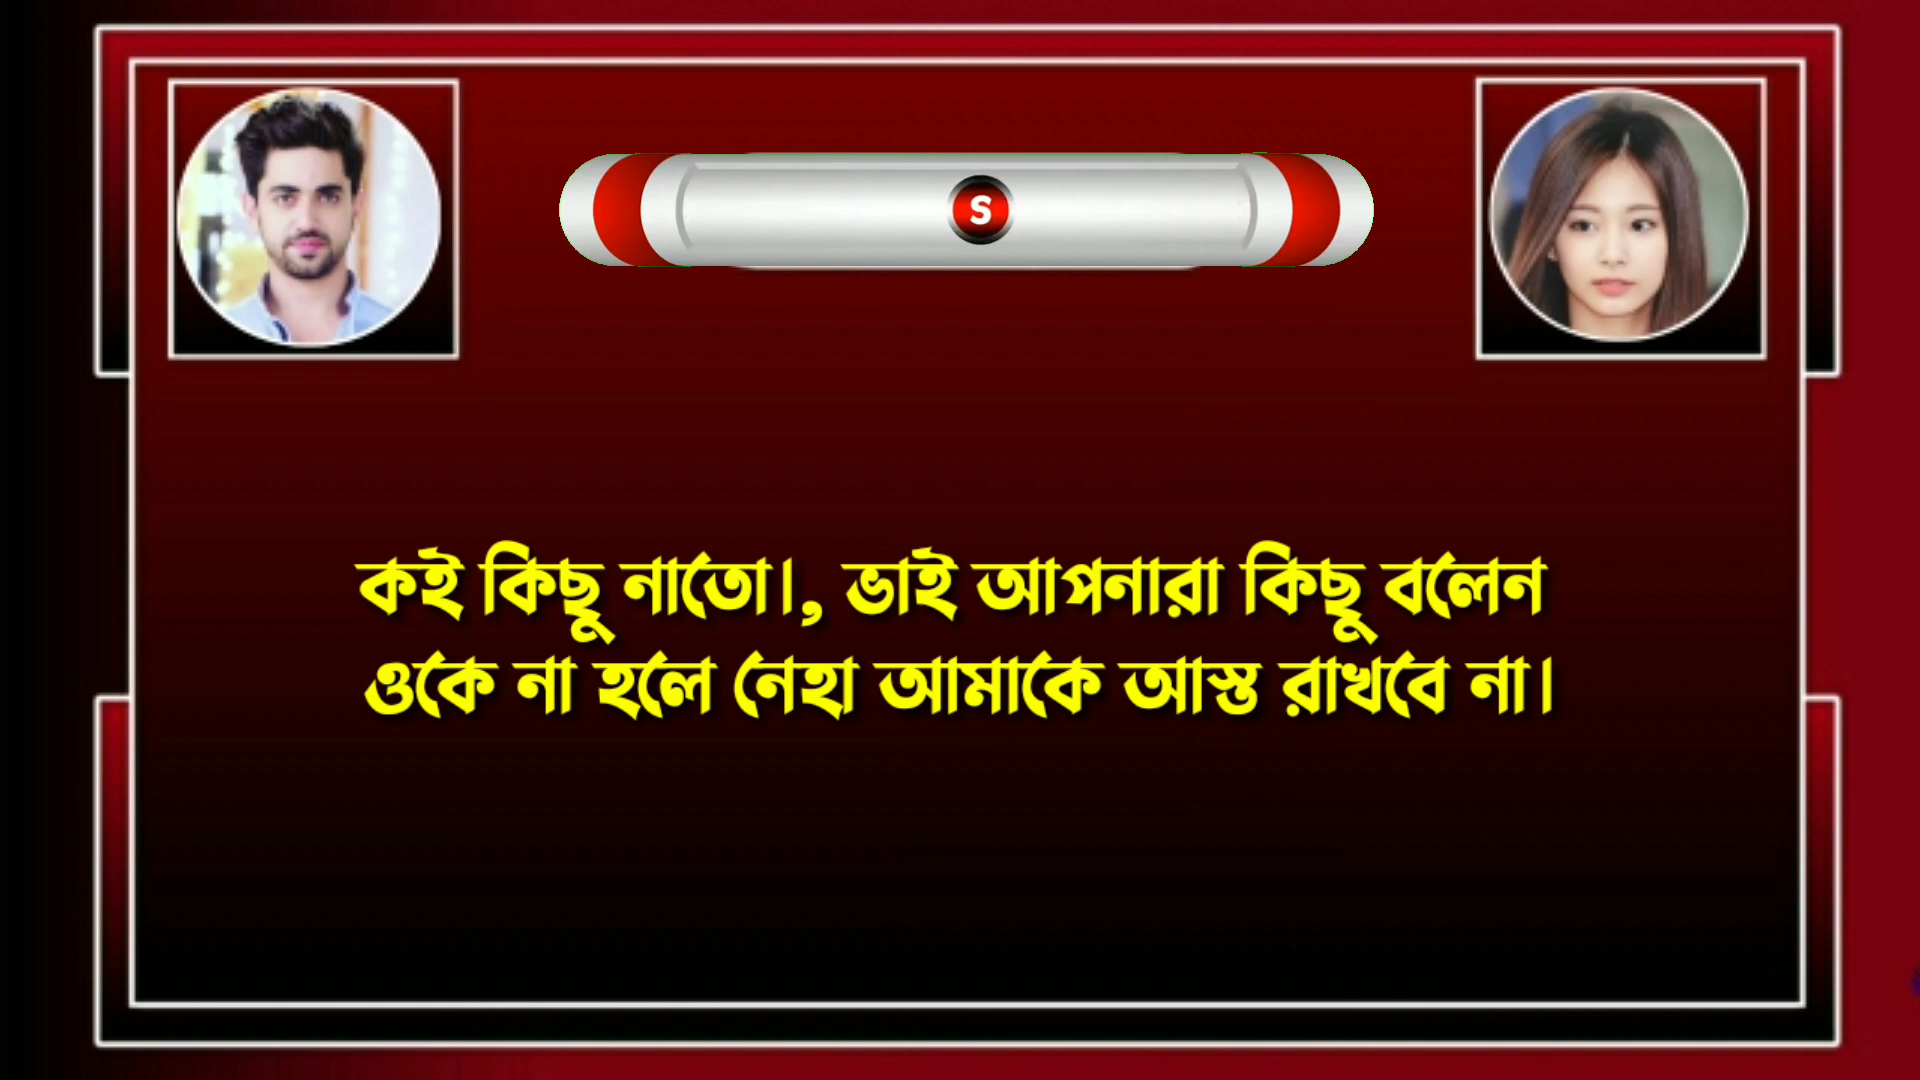 S
কই কিছু নাতো।, ভাই আপনারা কিছু বলেন
ওকে না হলে নেহা আমাকে আস্ত রাখবে না।